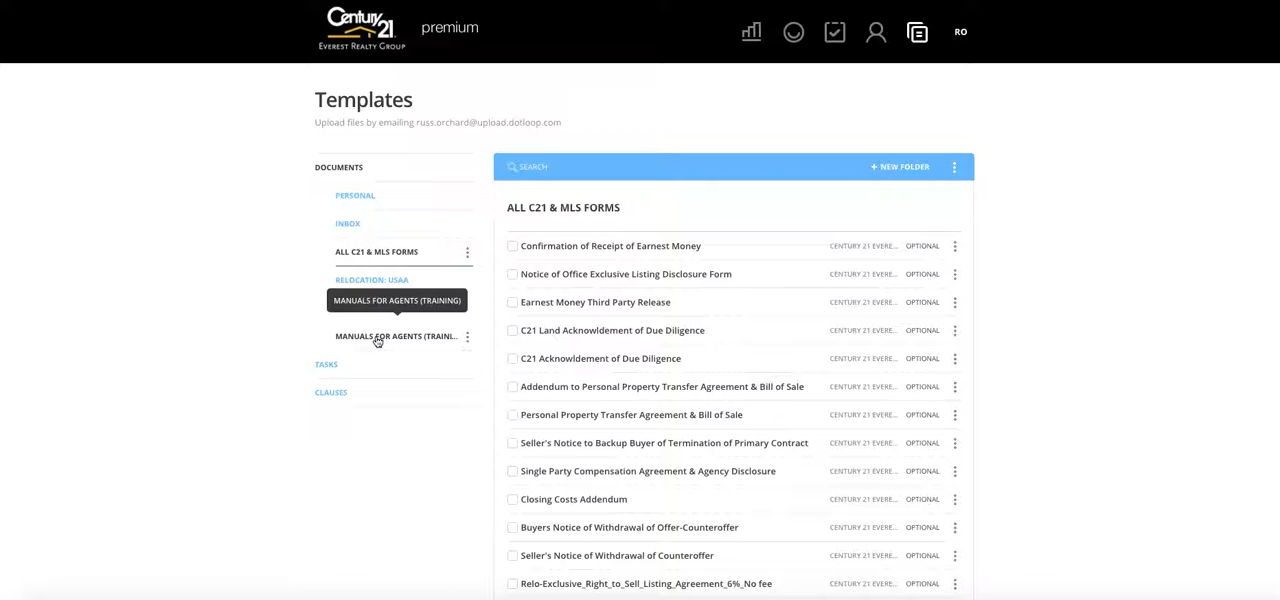 Century 21
EVEREST REALTY GROUP
premium
RO
Templates
Upload files by emailing russ.orchard@upload.dotloop.com
DOCUMENTS
PERSONAL
INBOX
ALL C21 & MLS FORMS
RELOCATION: USAA
MANUALS FOR AGENTS (TRAINING)
MANUALS FOR AGENTS (TRAINI...
TASKS
CLAUSES
SEARCH
+ NEW FOLDER
ALL C21 & MLS FORMS
Confirmation of Receipt of Earnest Money CENTURY 21 EVERE... OPTIONAL
Notice of Office Exclusive Listing Disclosure Form CENTURY 21 EVERE... OPTIONAL
Earnest Money Third Party Release CENTURY 21 EVERE... OPTIONAL
C21 Land Acknowldement of Due Diligence CENTURY 21 EVERE... OPTIONAL
C21 Acknowldement of Due Diligence CENTURY 21 EVERE... OPTIONAL
Addendum to Personal Property Transfer Agreement & Bill of Sale CENTURY 21 EVERE... OPTIONAL
Personal Property Transfer Agreement & Bill of Sale CENTURY 21 EVERE... OPTIONAL
Seller's Notice to Backup Buyer of Termination of Primary Contract CENTURY 21 EVERE... OPTIONAL
Single Party Compensation Agreement & Agency Disclosure CENTURY 21 EVERE... OPTIONAL
Closing Costs Addendum CENTURY 21 EVERE... OPTIONAL
Buyers Notice of Withdrawal of Offer-Counteroffer CENTURY 21 EVERE... OPTIONAL
Seller's Notice of Withdrawal of Counteroffer CENTURY 21 EVERE... OPTIONAL
Relo-Exclusive_Right_to_Sell_Listing_Agreement_6%_No fee CENTURY 21 EVERE... OPTIONAL